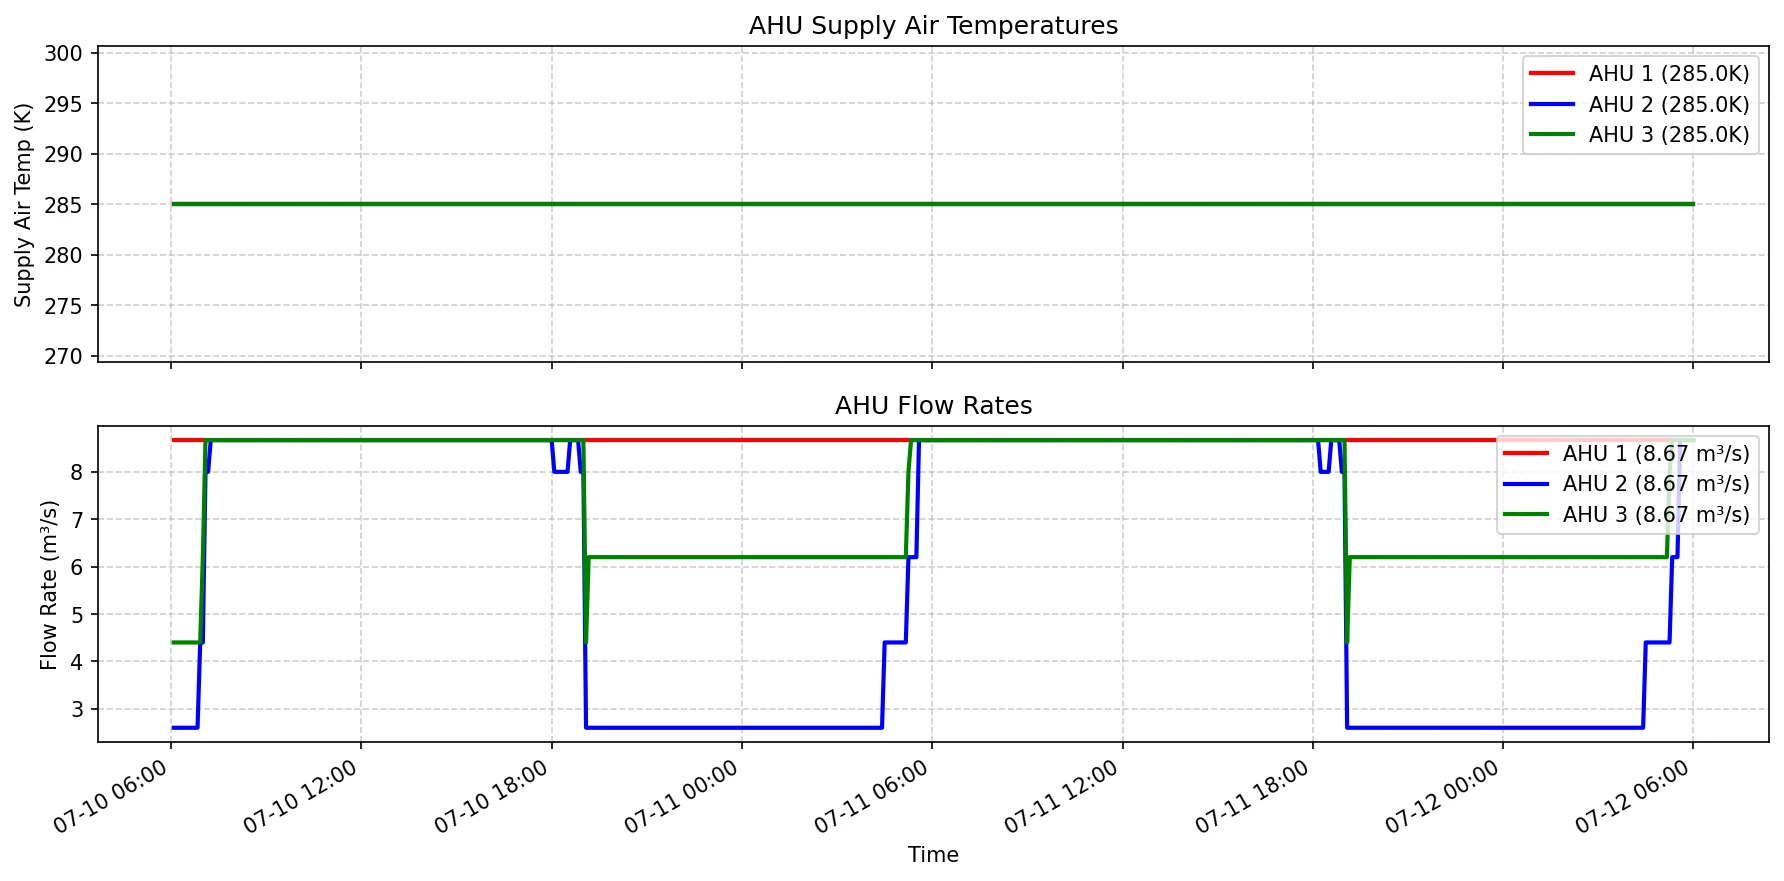 AHU Supply Air Temperatures
Supply Air Temp (K)
300
295
290
285
280
275
270
AHU 1 (285.0K)
AHU 2 (285.0K)
AHU 3 (285.0K)
AHU Flow Rates
Flow Rate (m³/s)
8
7
6
5
4
3
AHU 1 (8.67 m³/s)
AHU 2 (8.67 m³/s)
AHU 3 (8.67 m³/s)
07-10 06:00
07-10 12:00
07-10 18:00
07-11 00:00
07-11 06:00
07-11 12:00
07-11 18:00
07-12 00:00
07-12 06:00
Time